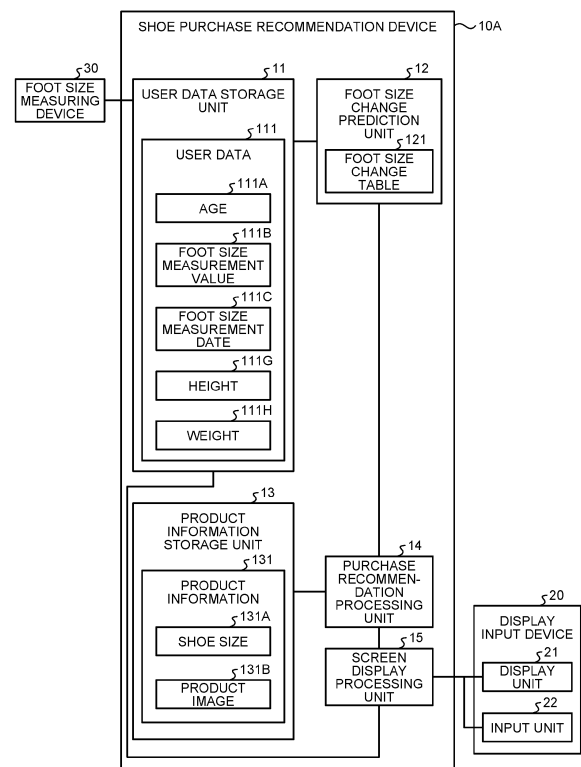 SHOE PURCHASE RECOMMENDATION DEVICE
10A
30
FOOT SIZE
MEASURING
DEVICE
11
USER DATA STORAGE
UNIT
111
USER DATA
111A
AGE
111B
FOOT SIZE
MEASUREMENT
VALUE
111C
FOOT SIZE
MEASUREMENT
DATE
111G
HEIGHT
111H
WEIGHT
12
FOOT SIZE
CHANGE
PREDICTION
UNIT
121
FOOT SIZE
CHANGE
TABLE
13
PRODUCT
INFORMATION
STORAGE UNIT
131
PRODUCT
INFORMATION
131A
SHOE SIZE
131B
PRODUCT
IMAGE
14
PURCHASE
RECOMMEN-
DATION
PROCESSING
UNIT
15
SCREEN
DISPLAY
PROCESSING
UNIT
20
DISPLAY
INPUT DEVICE
21
DISPLAY
UNIT
22
INPUT UNIT